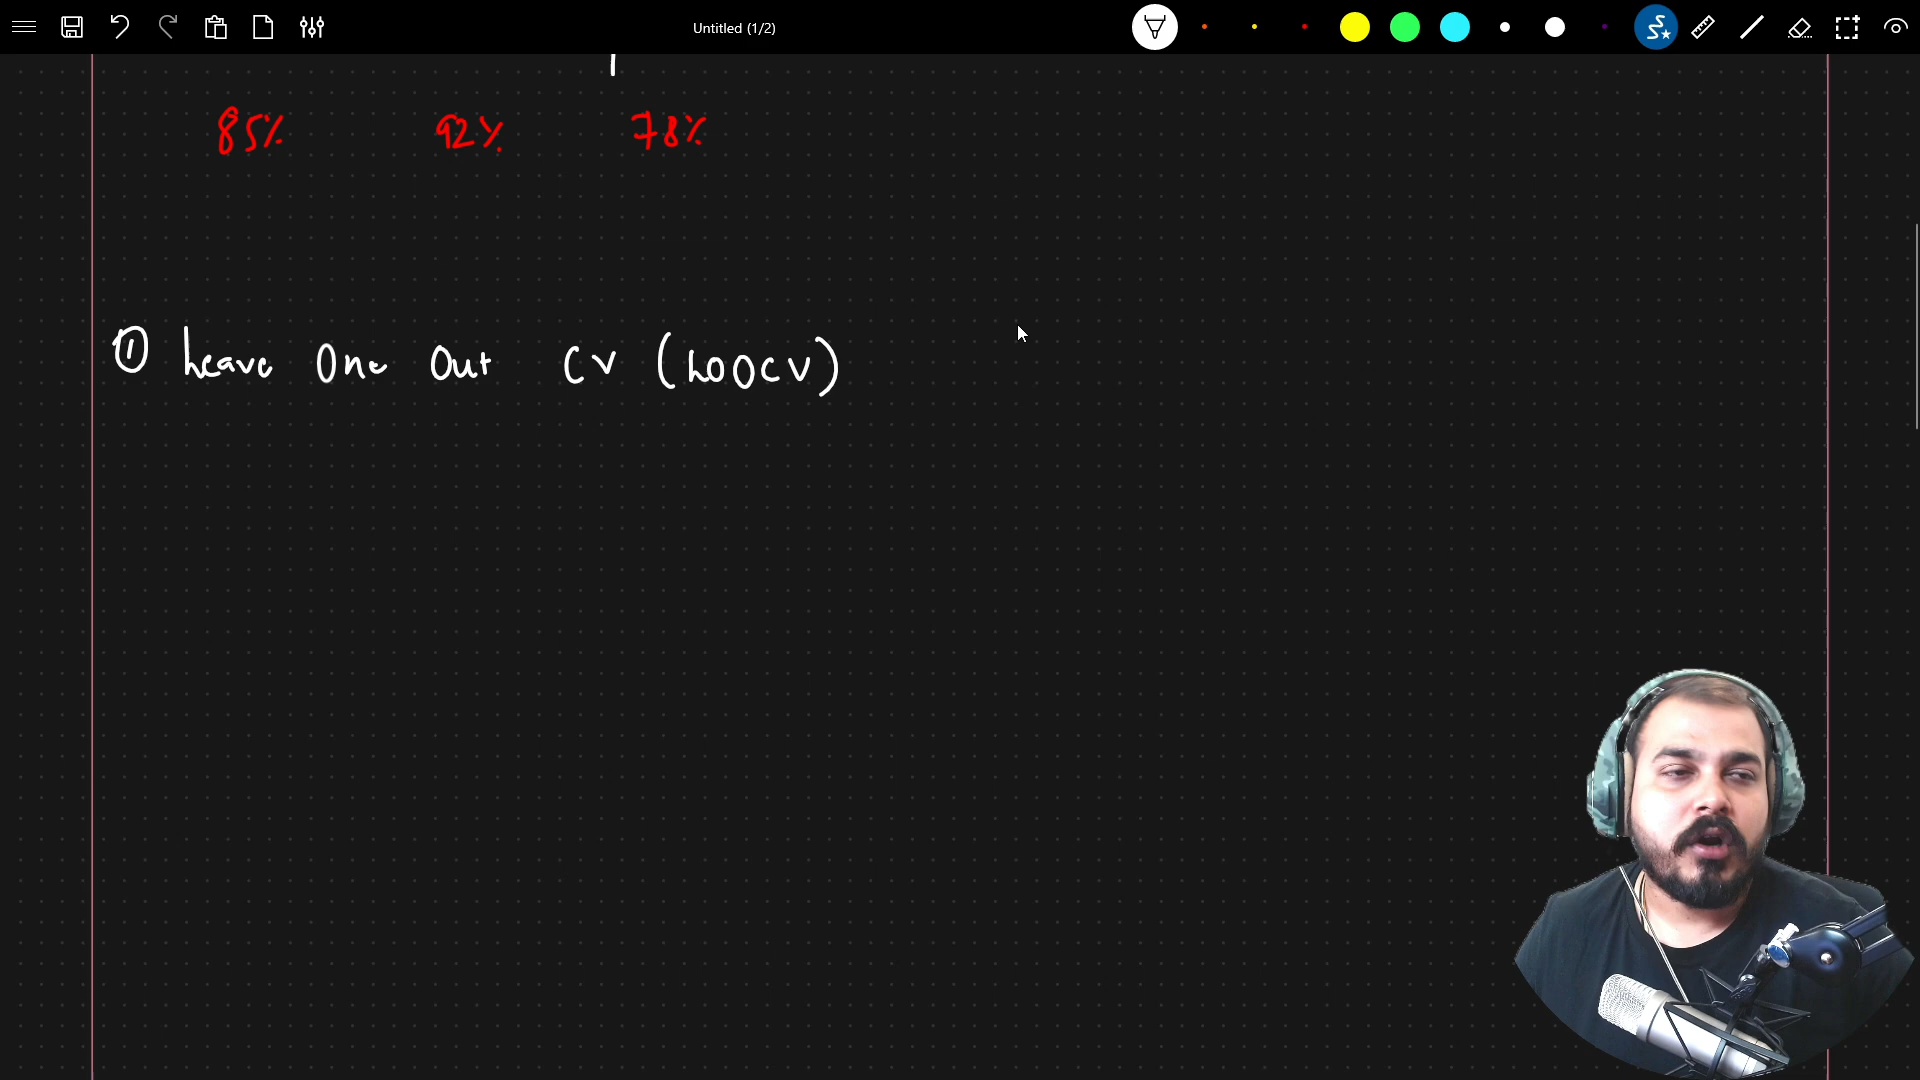 Untitled (1/2)
85% 92% 78%
① Leave One Out CV (LOOCV)